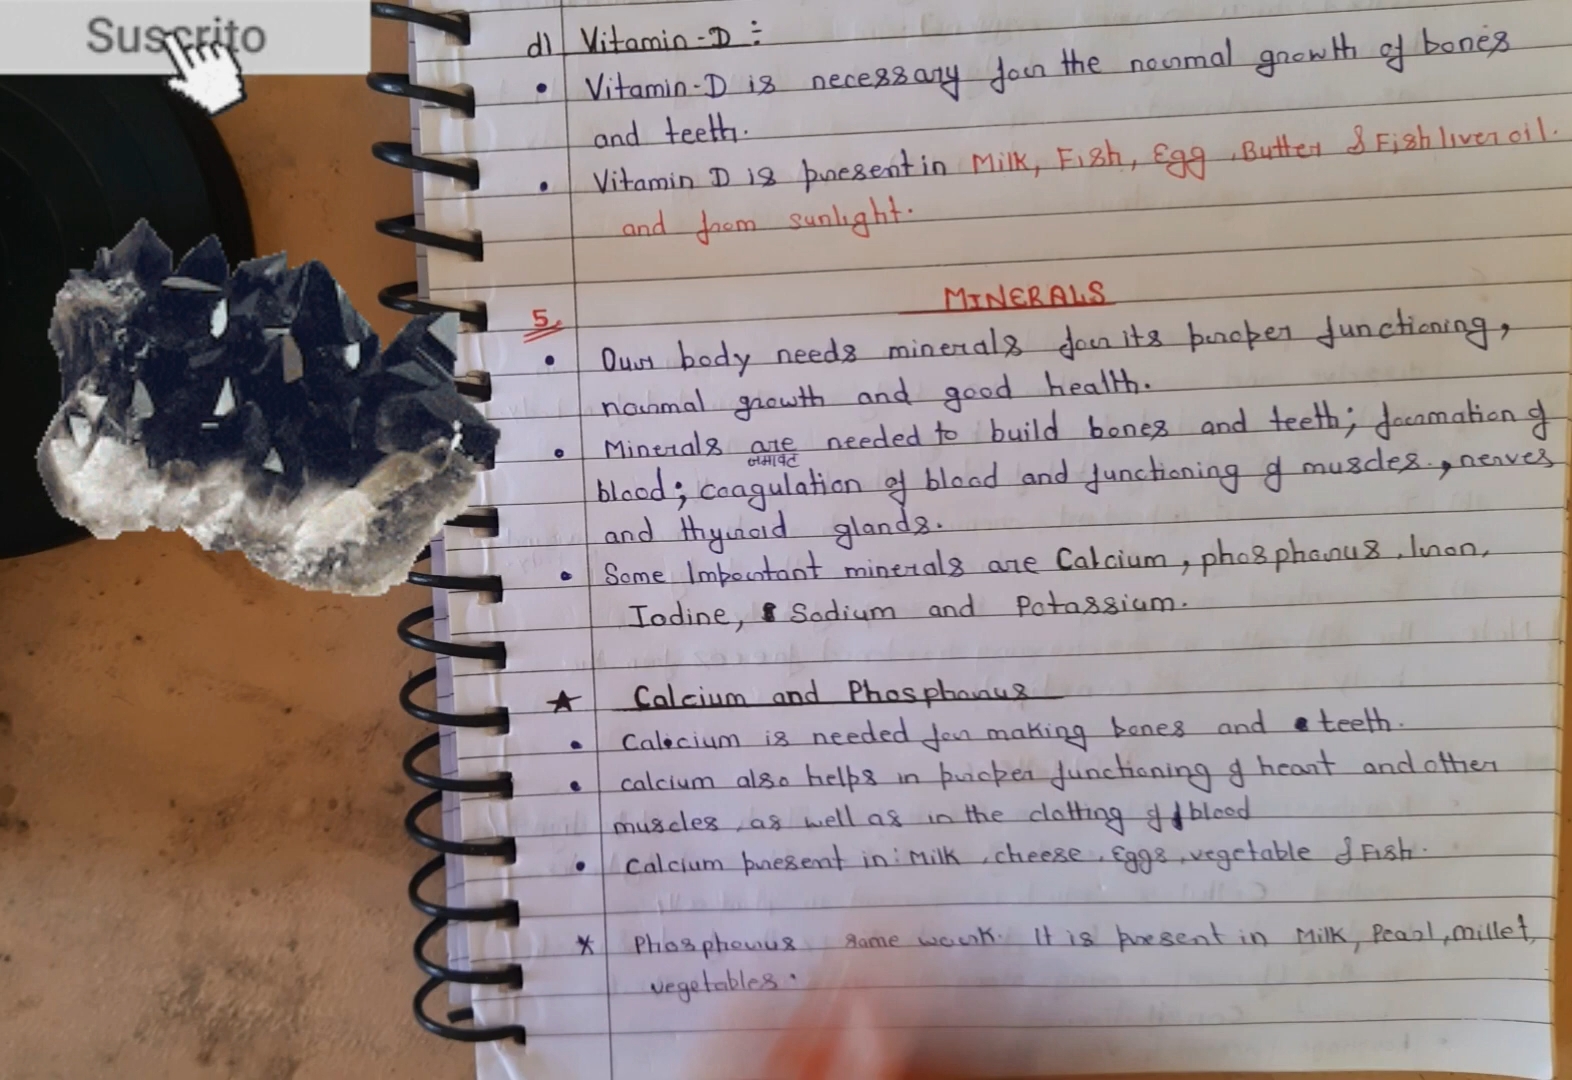 Suscrito
d) Vitamin-D :
• Vitamin-D is necessary for the normal growth of bones
and teeth.
• Vitamin D is present in Milk, Fish, Egg, Butter & Fish liver oil.
and from sunlight.
MINERALS
5.
• Our body needs minerals for its proper functioning,
normal growth and good health.
• Minerals are needed to build bones and teeth; formation of
जमावट
blood; coagulation of blood and functioning of muscles, nerves
and thyroid glands.
• Some Important minerals are Calcium, phosphorus, Iron,
Iodine, Sodium and Potassium.
★ Calcium and Phosphorus
• Calcium is needed for making bones and teeth.
• calcium also helps in proper functioning of heart and other
muscles, as well as in the clotting of blood
• Calcium present in: Milk, cheese, Eggs, vegetable & Fish.
* Phosphorus same work. It is present in Milk, Pearl, millet,
vegetables.